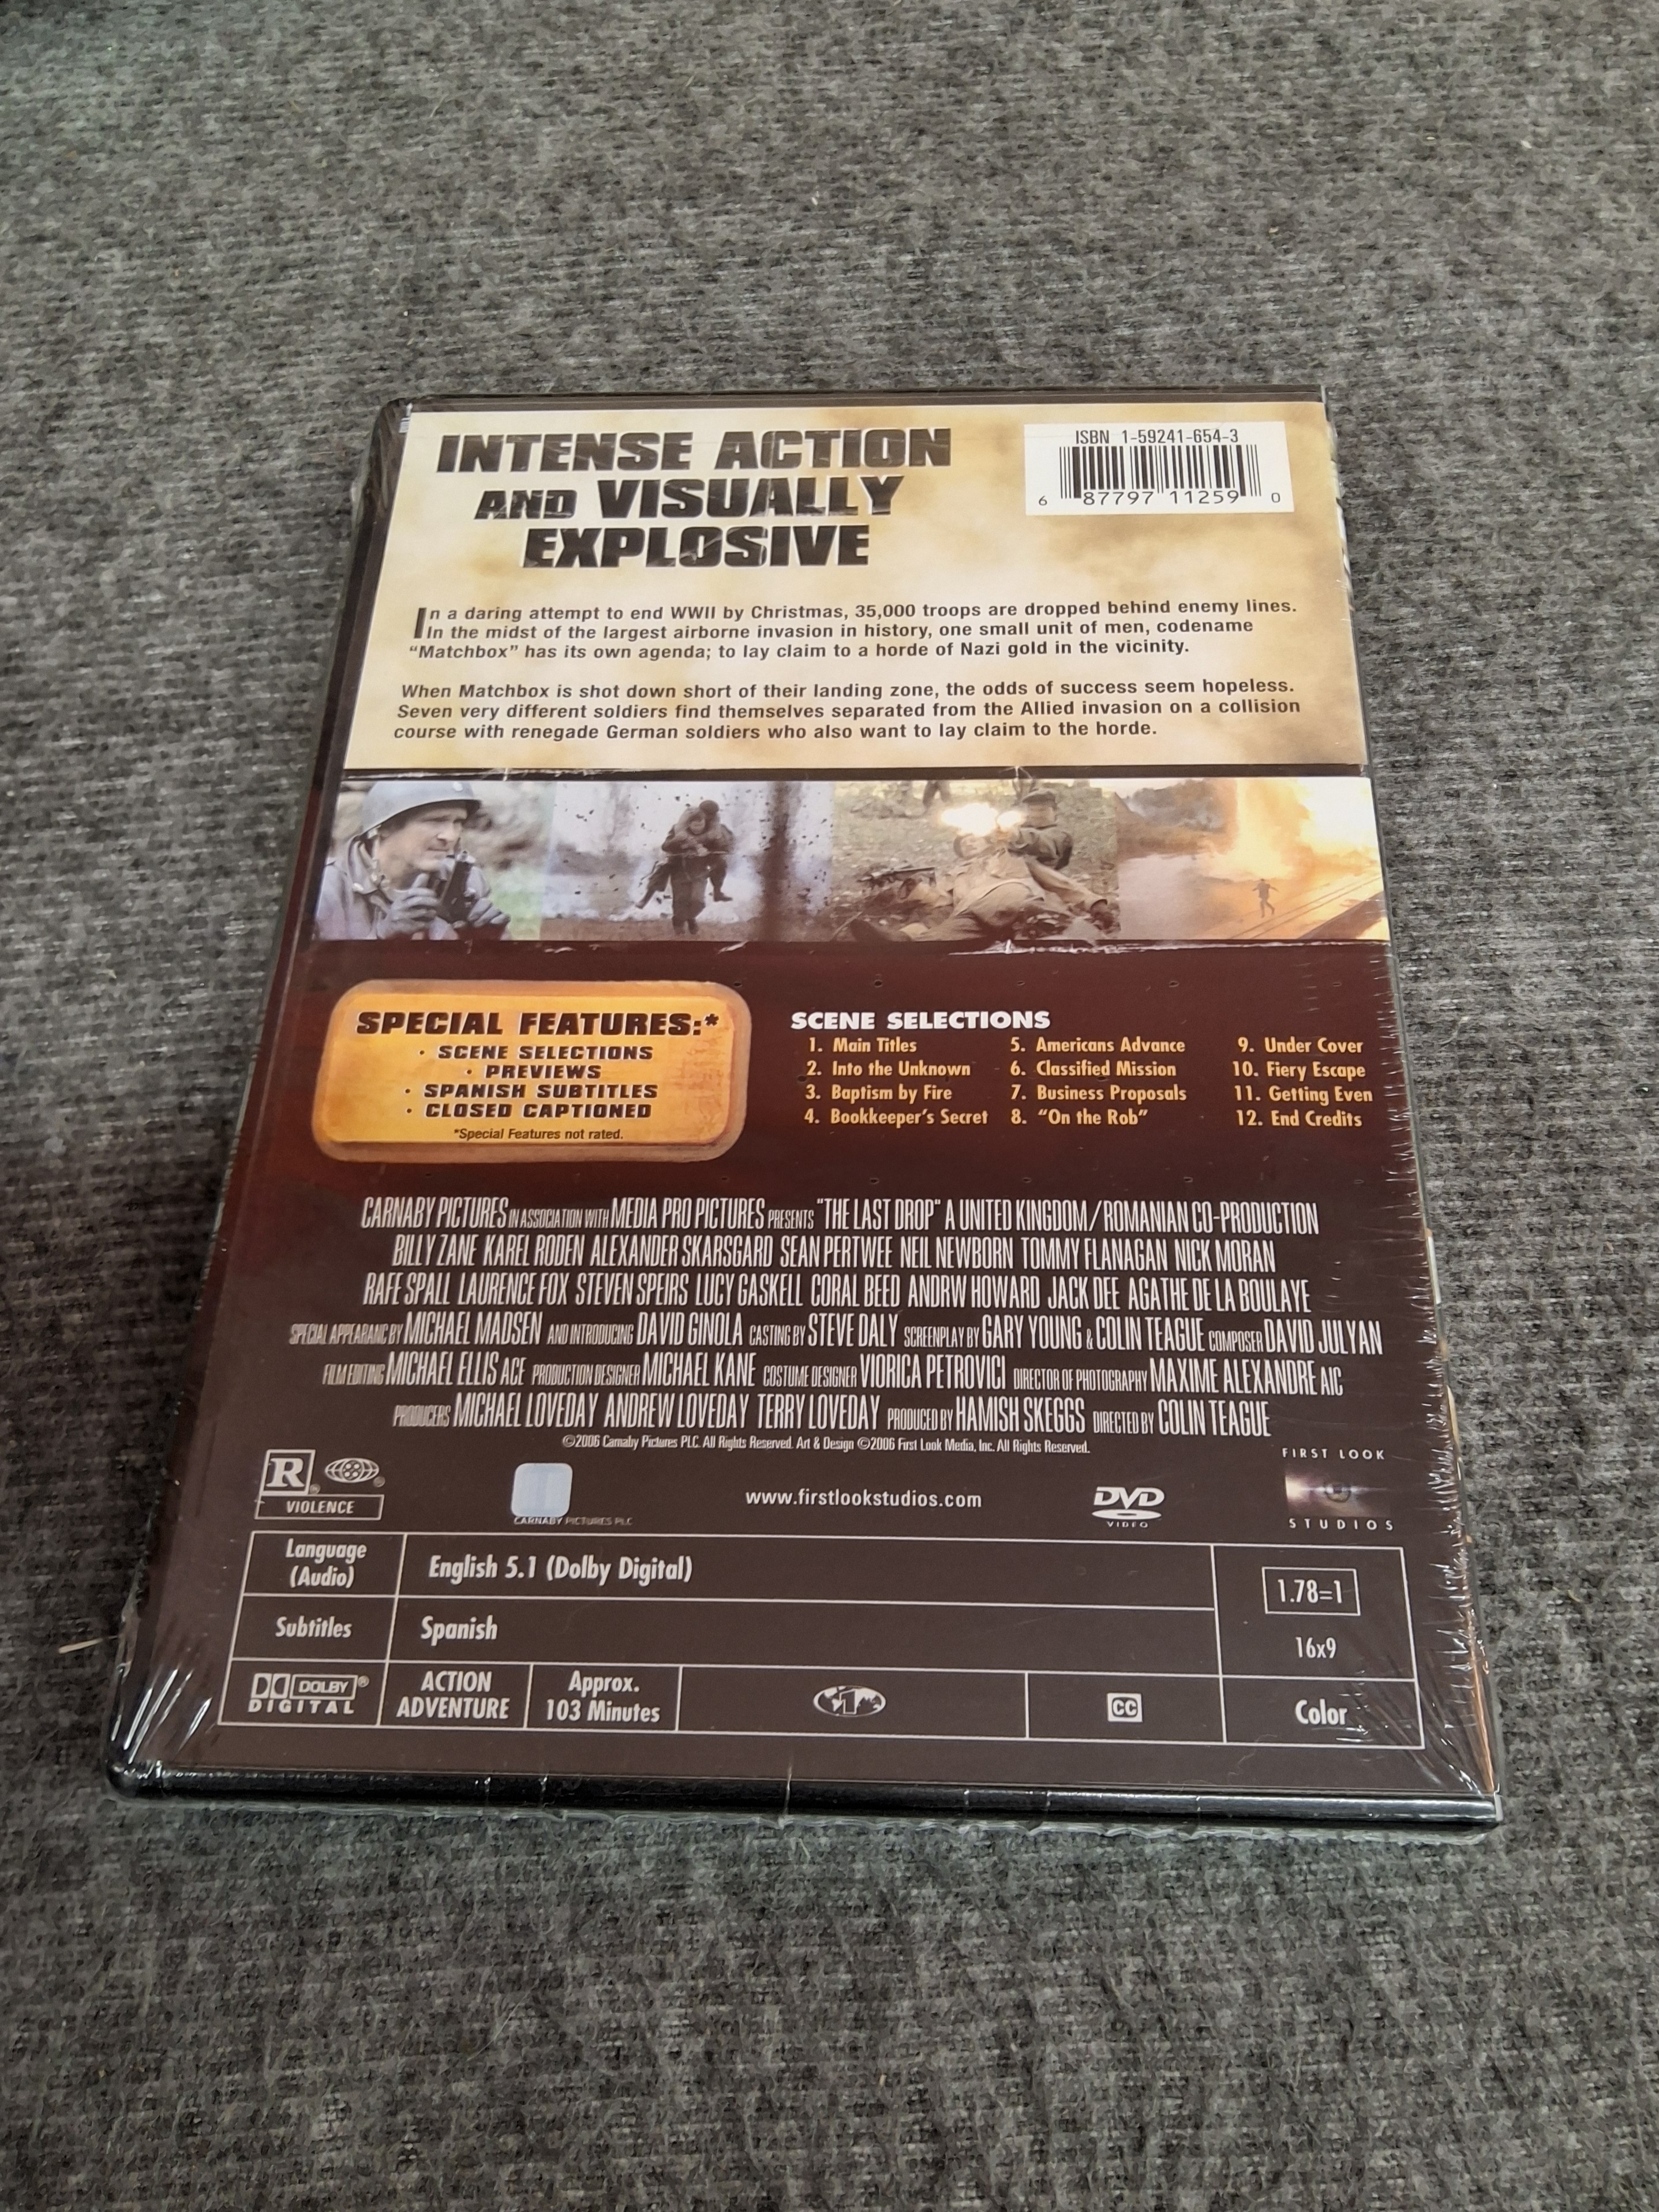 INTENSE ACTION
AND VISUALLY
EXPLOSIVE
ISBN 1-59241-654-3
6 87797 11259 0
In a daring attempt to end WWII by Christmas, 35,000 troops are dropped behind enemy lines.
In the midst of the largest airborne invasion in history, one small unit of men, codename
“Matchbox” has its own agenda; to lay claim to a horde of Nazi gold in the vicinity.
When Matchbox is shot down short of their landing zone, the odds of success seem hopeless.
Seven very different soldiers find themselves separated from the Allied invasion on a collision
course with renegade German soldiers who also want to lay claim to the horde.
SPECIAL FEATURES:*
• SCENE SELECTIONS
• PREVIEWS
• SPANISH SUBTITLES
• CLOSED CAPTIONED
*Special Features not rated.
SCENE SELECTIONS
1. Main Titles
2. Into the Unknown
3. Baptism by Fire
4. Bookkeeper's Secret
5. Americans Advance
6. Classified Mission
7. Business Proposals
8. “On the Rob”
9. Under Cover
10. Fiery Escape
11. Getting Even
12. End Credits
CARNABY PICTURES IN ASSOCIATION WITH MEDIA PRO PICTURES PRESENTS "THE LAST DROP" A UNITED KINGDOM/ROMANIAN CO-PRODUCTION
BILLY ZANE KAREL RODEN ALEXANDER SKARSGARD SEAN PERTWEE NEIL NEWBORN TOMMY FLANAGAN NICK MORAN
RAFE SPALL LAURENCE FOX STEVEN SPEIRS LUCY GASKELL CORAL BEED ANDRW HOWARD JACK DEE AGATHE DE LA BOULAYE
SPECIAL APPEARANC BY MICHAEL MADSEN AND INTRODUCING DAVID GINOLA CASTING BY STEVE DALY SCREENPLAY BY GARY YOUNG & COLIN TEAGUE COMPOSER DAVID JULYAN
FILM EDITING MICHAEL ELLIS ACE PRODUCTION DESIGNER MICHAEL KANE COSTUME DESIGNER VIORICA PETROVICI DIRECTOR OF PHOTOGRAPHY MAXIME ALEXANDRE AIC
PRODUCERS MICHAEL LOVEDAY ANDREW LOVEDAY TERRY LOVEDAY PRODUCED BY HAMISH SKEGGS DIRECTED BY COLIN TEAGUE
©2006 Carnaby Pictures PLC. All Rights Reserved. Art & Design ©2006 First Look Media, Inc. All Rights Reserved.
R ®
VIOLENCE
CARNABY PICTURES PLC
www.firstlookstudios.com
DVD
VIDEO
FIRST LOOK
STUDIOS
Language
(Audio)
English 5.1 (Dolby Digital)
1.78=1
Subtitles
Spanish
16x9
DOLBY ®
DIGITAL
ACTION
ADVENTURE
Approx.
103 Minutes
1
CC
Color